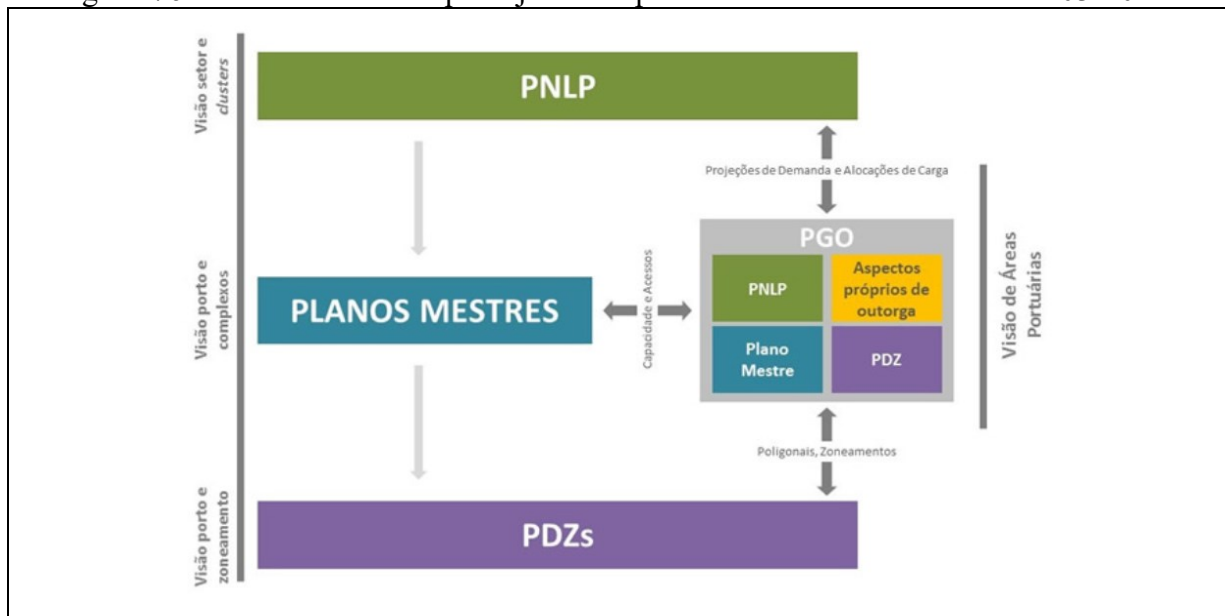 Visão setor e
clusters
PNLP
Projeções de Demanda e Alocações de Carga
Visão porto e
complexos
PLANOS MESTRES
Capacidade e Acessos
PGO
PNLP
Aspectos
próprios de
outorga
Plano
Mestre
PDZ
Visão de Áreas
Portuárias
Poligonais, Zoneamentos
Visão porto e
zoneamento
PDZs